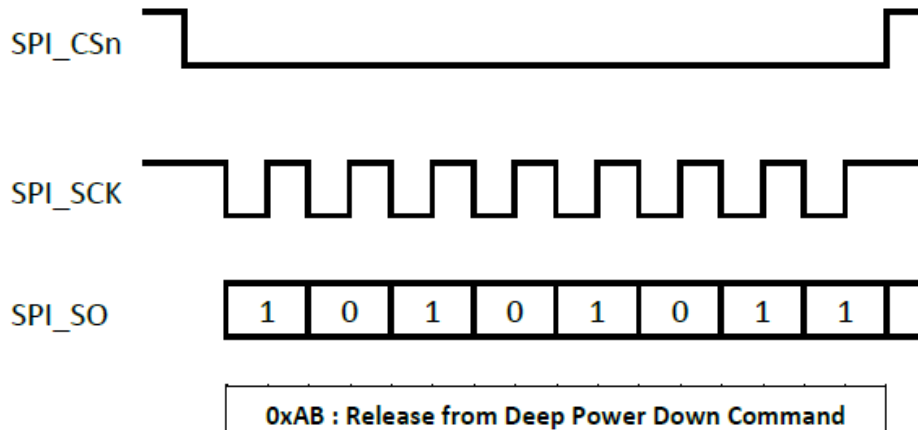 SPI_CSn
SPI_SCK
SPI_SO 1 0 1 0 1 0 1 1
0xAB : Release from Deep Power Down Command